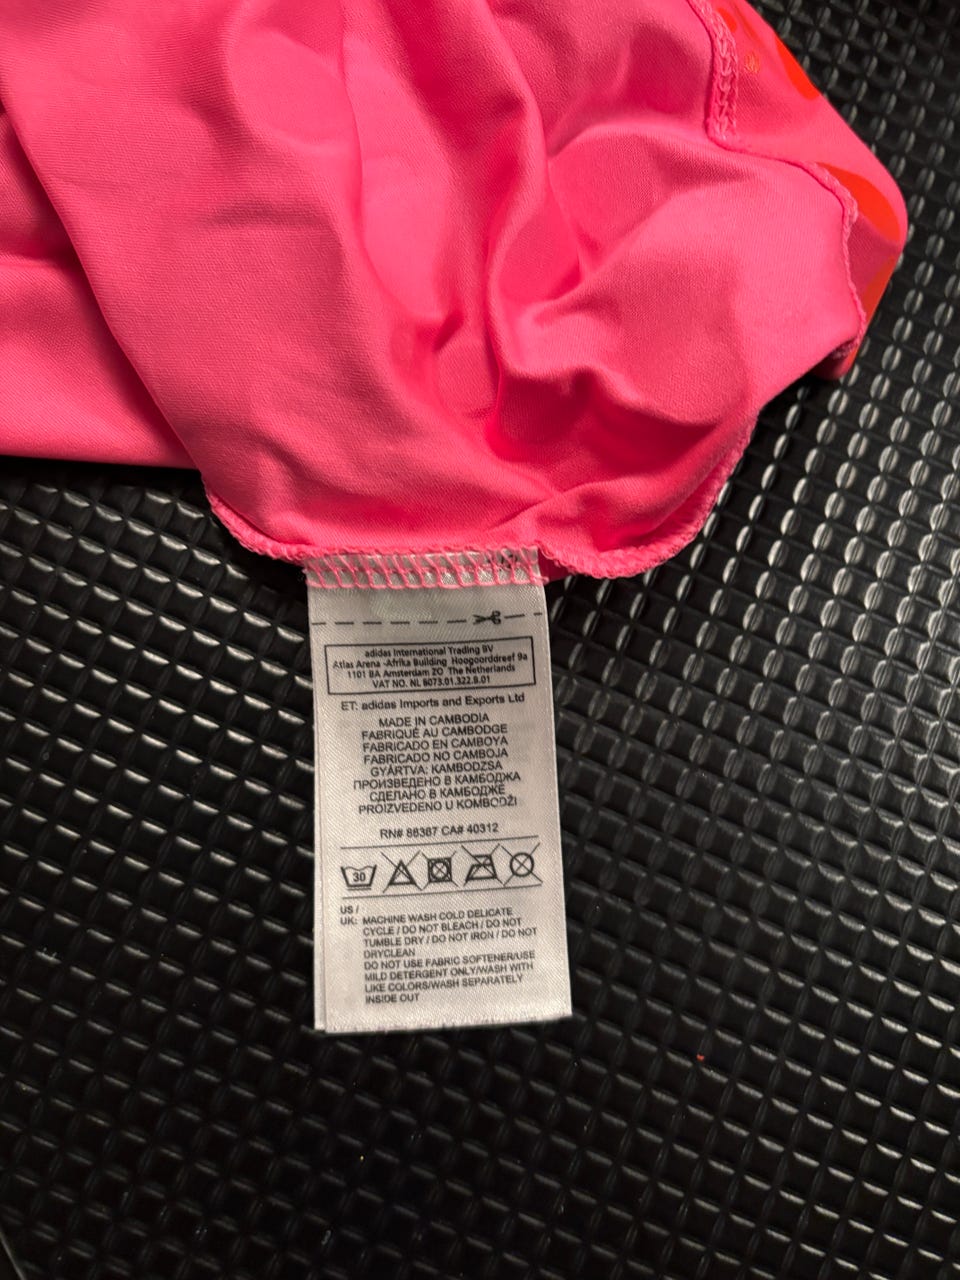 adidas International Trading BV
Atlas Arena -Afrika Building Hoogoorddreef 9a
1101 BA Amsterdam ZO The Netherlands
VAT NO. NL 8073.01.322.B.01
ET: adidas Imports and Exports Ltd
MADE IN CAMBODIA
FABRIQUÉ AU CAMBODGE
FABRICADO EN CAMBOYA
FABRICADO NO CAMBOJA
GYÁRTVA: KAMBODZSA
ПРОИЗВЕДЕНО В КАМБОДЖА
СДЕЛАНО В КАМБОДЖЕ
PROIZVEDENO U KOMBODŽI
RN# 88387 CA# 40312
30
US /
UK: MACHINE WASH COLD DELICATE
CYCLE / DO NOT BLEACH / DO NOT
TUMBLE DRY / DO NOT IRON / DO NOT
DRYCLEAN
DO NOT USE FABRIC SOFTENER/USE
MILD DETERGENT ONLY/WASH WITH
LIKE COLORS/WASH SEPARATELY
INSIDE OUT